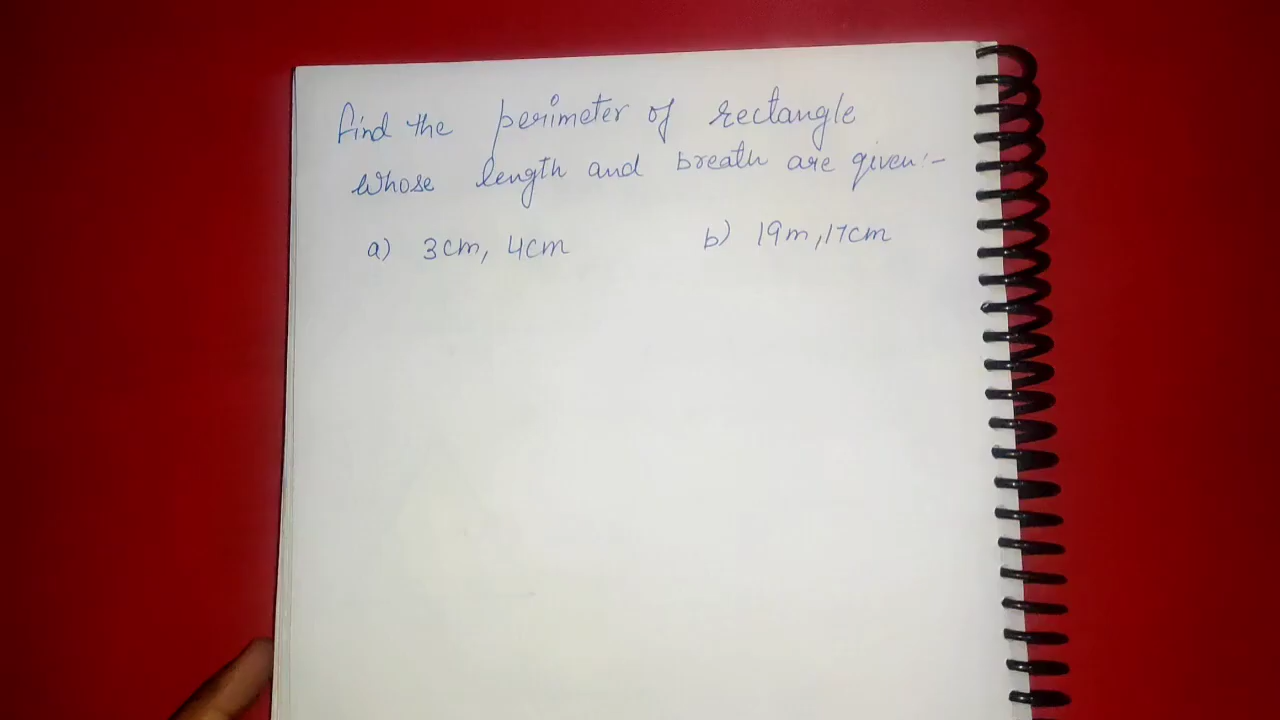 find the perimeter of rectangle
whose length and breath are given:-
a) 3cm, 4cm b) 19m, 17cm